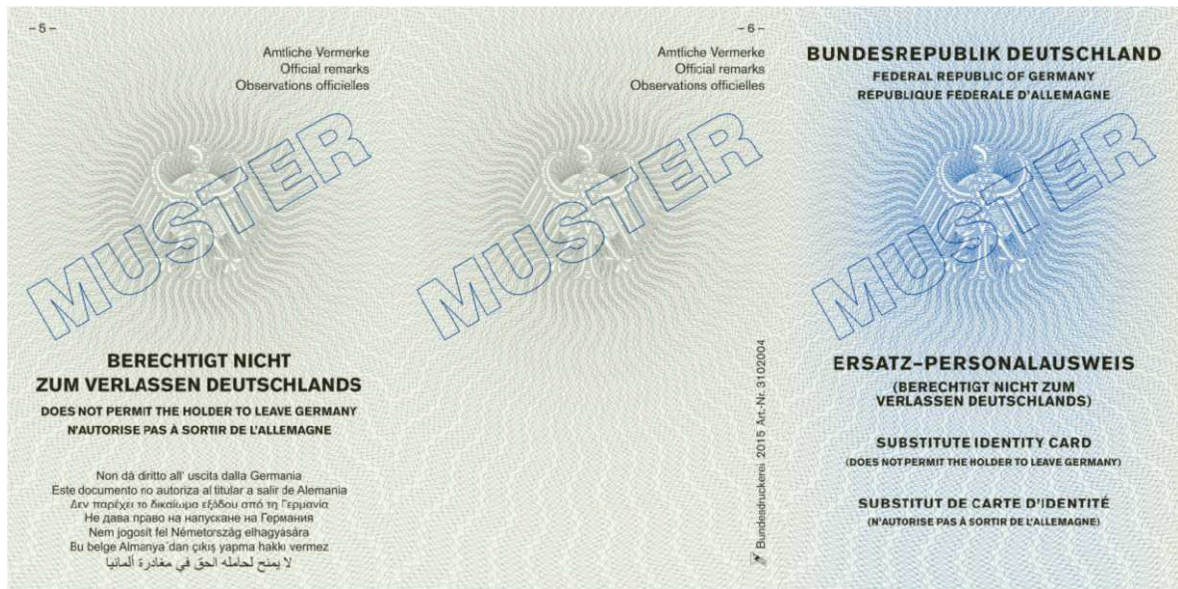 – 5 –
Amtliche Vermerke
Official remarks
Observations officielles
MUSTER
BERECHTIGT NICHT
ZUM VERLASSEN DEUTSCHLANDS
DOES NOT PERMIT THE HOLDER TO LEAVE GERMANY
N'AUTORISE PAS À SORTIR DE L'ALLEMAGNE
Non dà diritto all' uscita dalla Germania
Este documento no autoriza al titular a salir de Alemania
Δεν παρέχει το δικαίωμα εξόδου από τη Γερμανία
Не дава право на напускане на Германия
Nem jogosít fel Németország elhagyására
Bu belge Almanya´dan çıkış yapma hakkı vermez
لا يمنح لحامله الحق في مغادرة ألمانيا
– 6 –
Amtliche Vermerke
Official remarks
Observations officielles
MUSTER
Bundesdruckerei 2015 Art.-Nr. 3102004
BUNDESREPUBLIK DEUTSCHLAND
FEDERAL REPUBLIC OF GERMANY
RÉPUBLIQUE FÉDÉRALE D'ALLEMAGNE
MUSTER
ERSATZ–PERSONALAUSWEIS
(BERECHTIGT NICHT ZUM
VERLASSEN DEUTSCHLANDS)
SUBSTITUTE IDENTITY CARD
(DOES NOT PERMIT THE HOLDER TO LEAVE GERMANY)
SUBSTITUT DE CARTE D'IDENTITÉ
(N'AUTORISE PAS À SORTIR DE L'ALLEMAGNE)